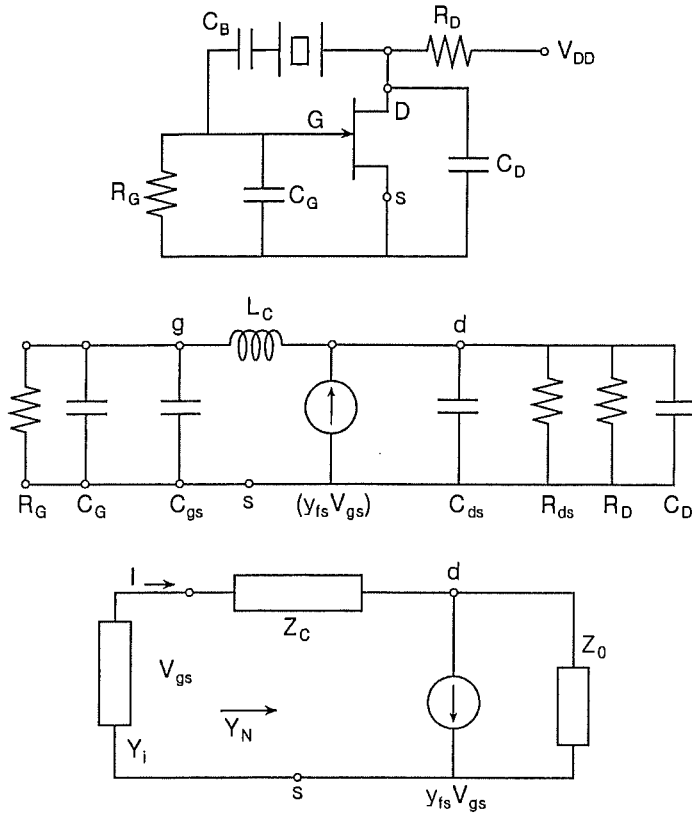 C_B
R_D
V_DD
G
D
R_G
C_G
s
C_D
L_C
g
d
R_G
C_G
C_gs
s
(y_fs V_gs)
C_ds
R_ds
R_D
C_D
I
Z_C
d
Z_0
V_gs
Y_N
Y_i
s
y_fs V_gs